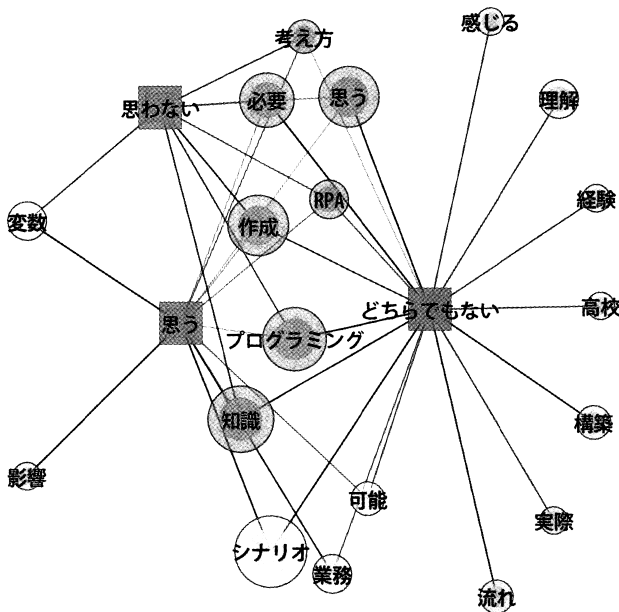 感じる
考え方
思わない
必要
思う
理解
RPA
経験
変数
作成
どちらでもない
高校
思う
プログラミング
知識
構築
影響
可能
実際
シナリオ
業務
流れ